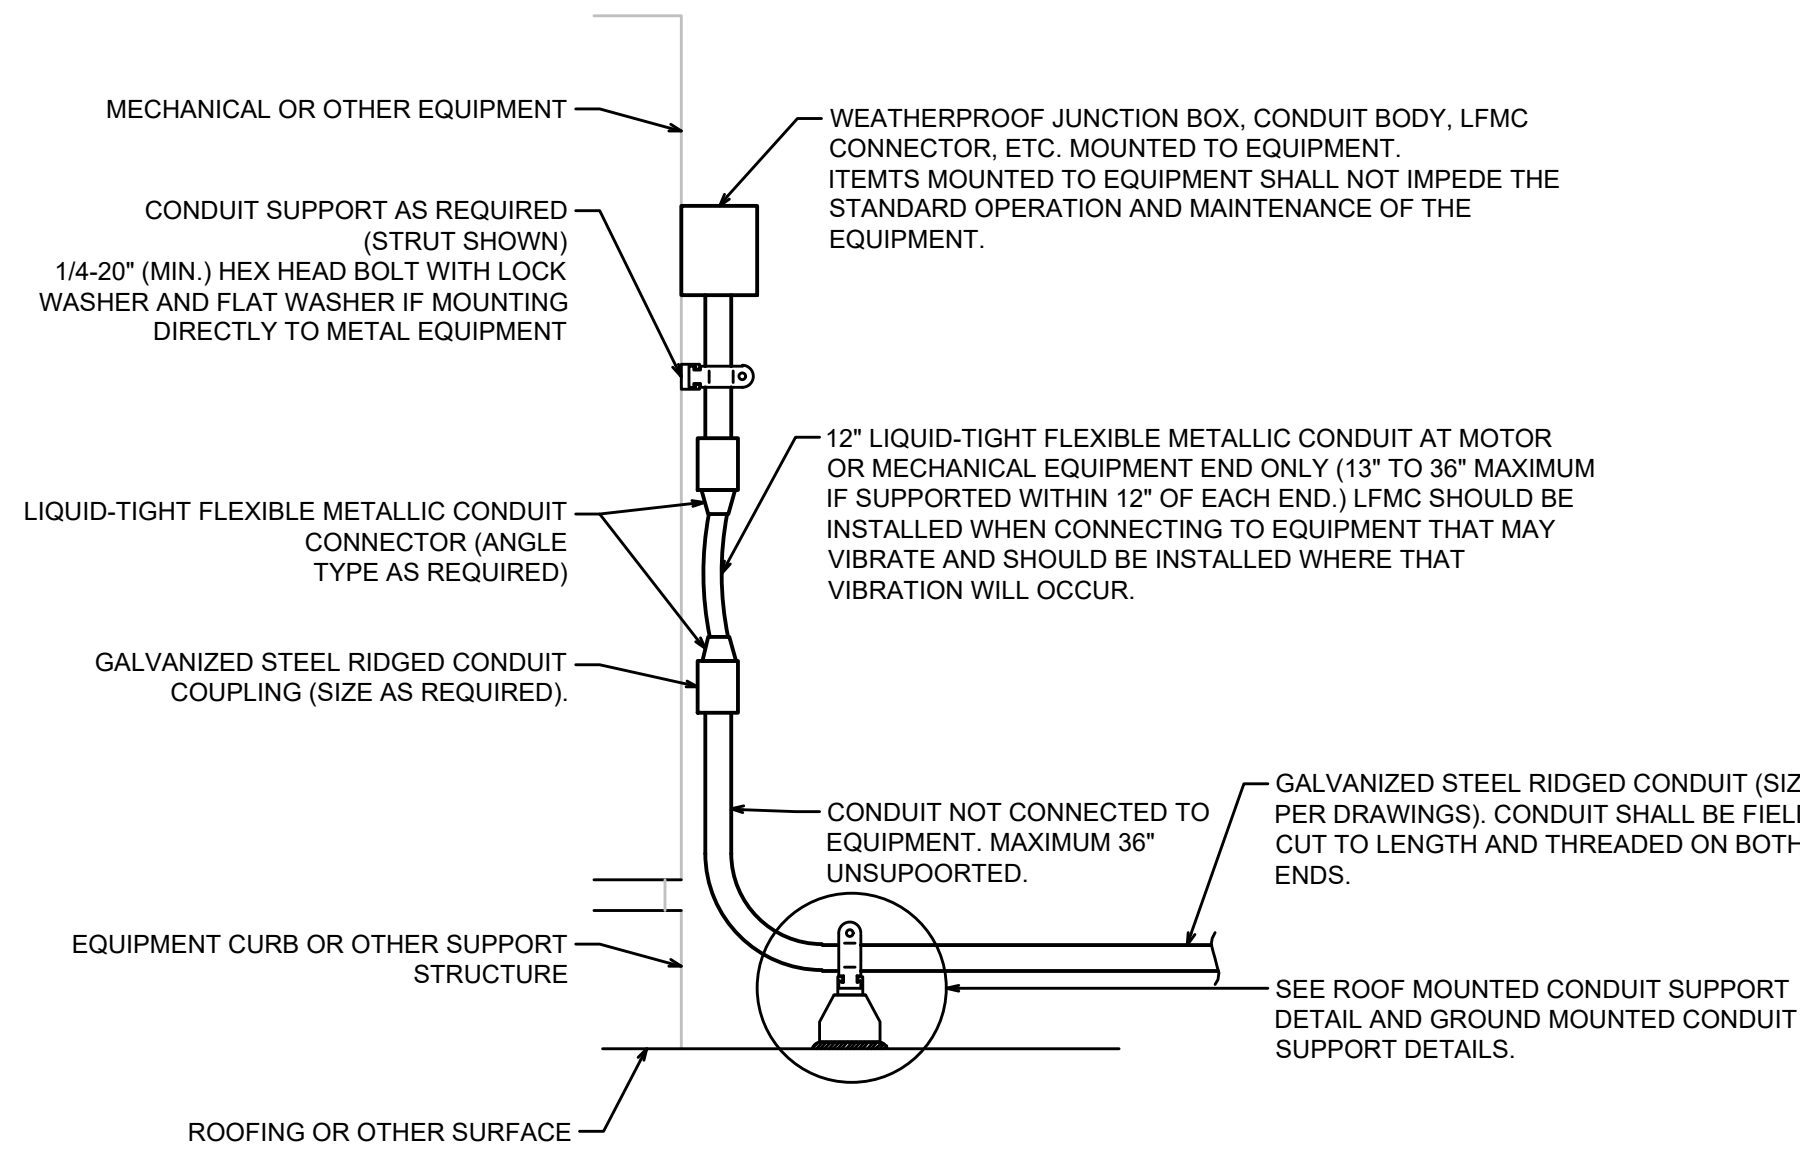 MECHANICAL OR OTHER EQUIPMENT
WEATHERPROOF JUNCTION BOX, CONDUIT BODY, LFMC
CONNECTOR, ETC. MOUNTED TO EQUIPMENT.
ITEMTS MOUNTED TO EQUIPMENT SHALL NOT IMPEDE THE
STANDARD OPERATION AND MAINTENANCE OF THE
EQUIPMENT.
CONDUIT SUPPORT AS REQUIRED
(STRUT SHOWN)
1/4-20" (MIN.) HEX HEAD BOLT WITH LOCK
WASHER AND FLAT WASHER IF MOUNTING
DIRECTLY TO METAL EQUIPMENT
12" LIQUID-TIGHT FLEXIBLE METALLIC CONDUIT AT MOTOR
OR MECHANICAL EQUIPMENT END ONLY (13" TO 36" MAXIMUM
IF SUPPORTED WITHIN 12" OF EACH END.) LFMC SHOULD BE
INSTALLED WHEN CONNECTING TO EQUIPMENT THAT MAY
VIBRATE AND SHOULD BE INSTALLED WHERE THAT
VIBRATION WILL OCCUR.
LIQUID-TIGHT FLEXIBLE METALLIC CONDUIT
CONNECTOR (ANGLE
TYPE AS REQUIRED)
GALVANIZED STEEL RIDGED CONDUIT
COUPLING (SIZE AS REQUIRED).
CONDUIT NOT CONNECTED TO
EQUIPMENT. MAXIMUM 36"
UNSUPOORTED.
GALVANIZED STEEL RIDGED CONDUIT
PER DRAWINGS). CONDUIT SHALL BE
CUT TO LENGTH AND THREADED ON BOTH
ENDS.
EQUIPMENT CURB OR OTHER SUPPORT
STRUCTURE
SEE ROOF MOUNTED CONDUIT SUPPORT
DETAIL AND GROUND MOUNTED CONDUIT
SUPPORT DETAILS.
ROOFING OR OTHER SURFACE